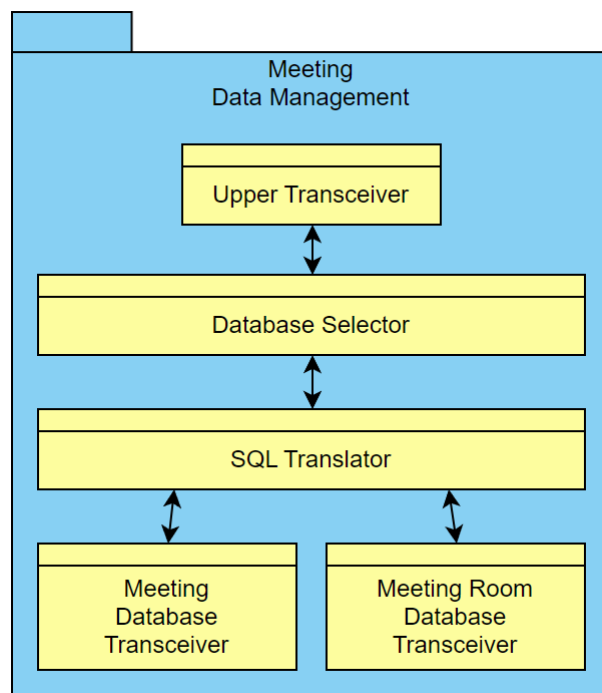 Meeting
Data Management
Upper Transceiver
Database Selector
SQL Translator
Meeting
Database
Transceiver
Meeting Room
Database
Transceiver